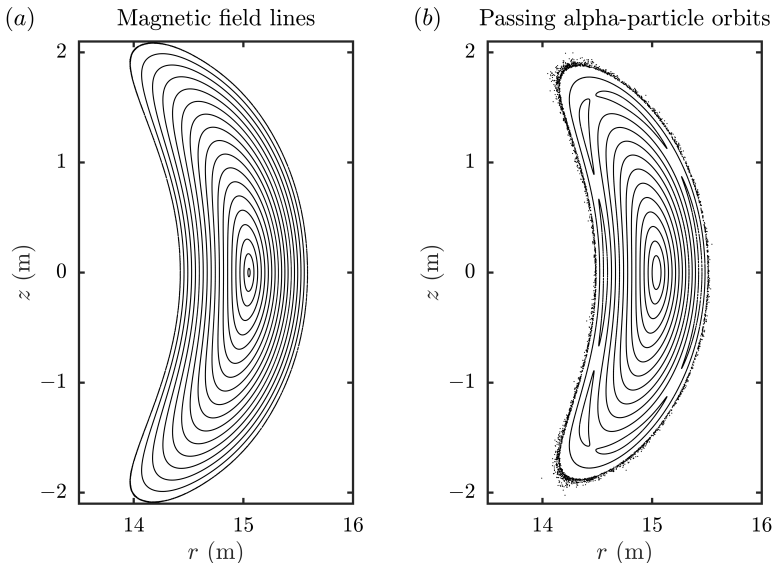 (a) Magnetic field lines
2
1
0
−1
−2
z (m)
14 15 16
r (m)
(b) Passing alpha-particle orbits
2
1
0
−1
−2
z (m)
14 15 16
r (m)